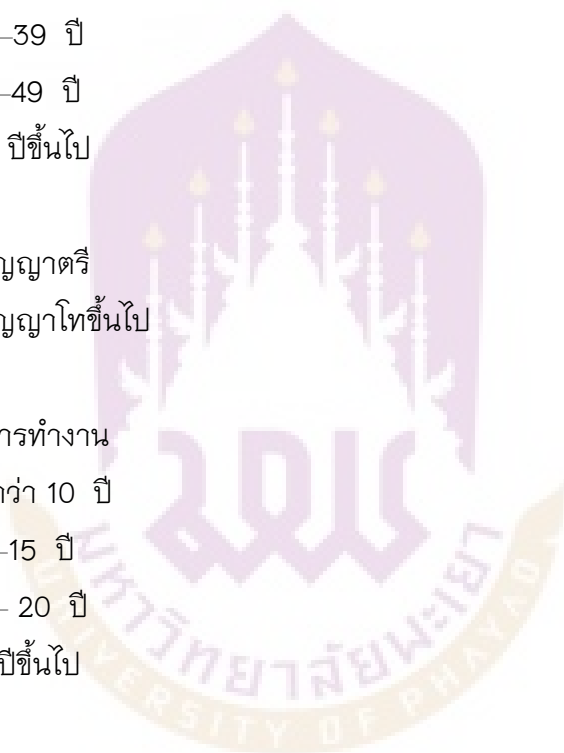 –39 ปี
–49 ปี
ปีขึ้นไป
ญญาตรี
ญญาโทขึ้นไป
ารทำงาน
กว่า 10 ปี
–15 ปี
– 20 ปี
ปีขึ้นไป
มหาวิทยาลัยพะเยา
UNIVERSITY OF PHAYAO